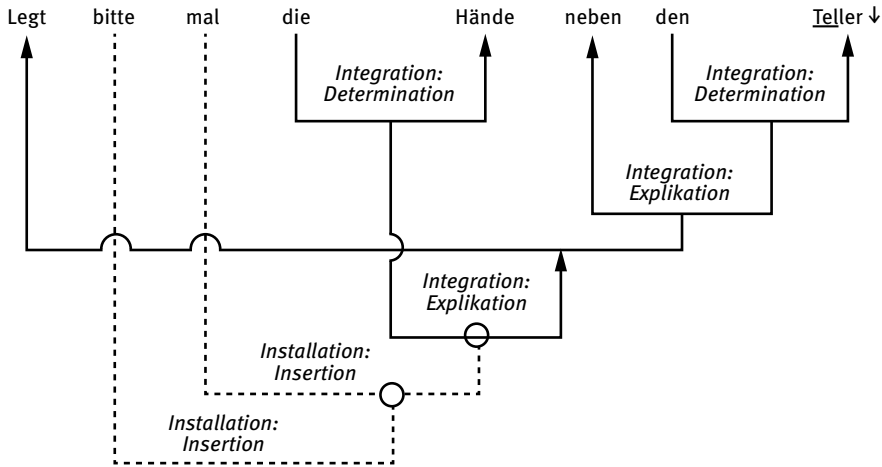 Legt bitte mal die Hände neben den Teller ↓
Integration:
Determination
Integration:
Determination
Integration:
Explikation
Integration:
Explikation
Installation:
Insertion
Installation:
Insertion